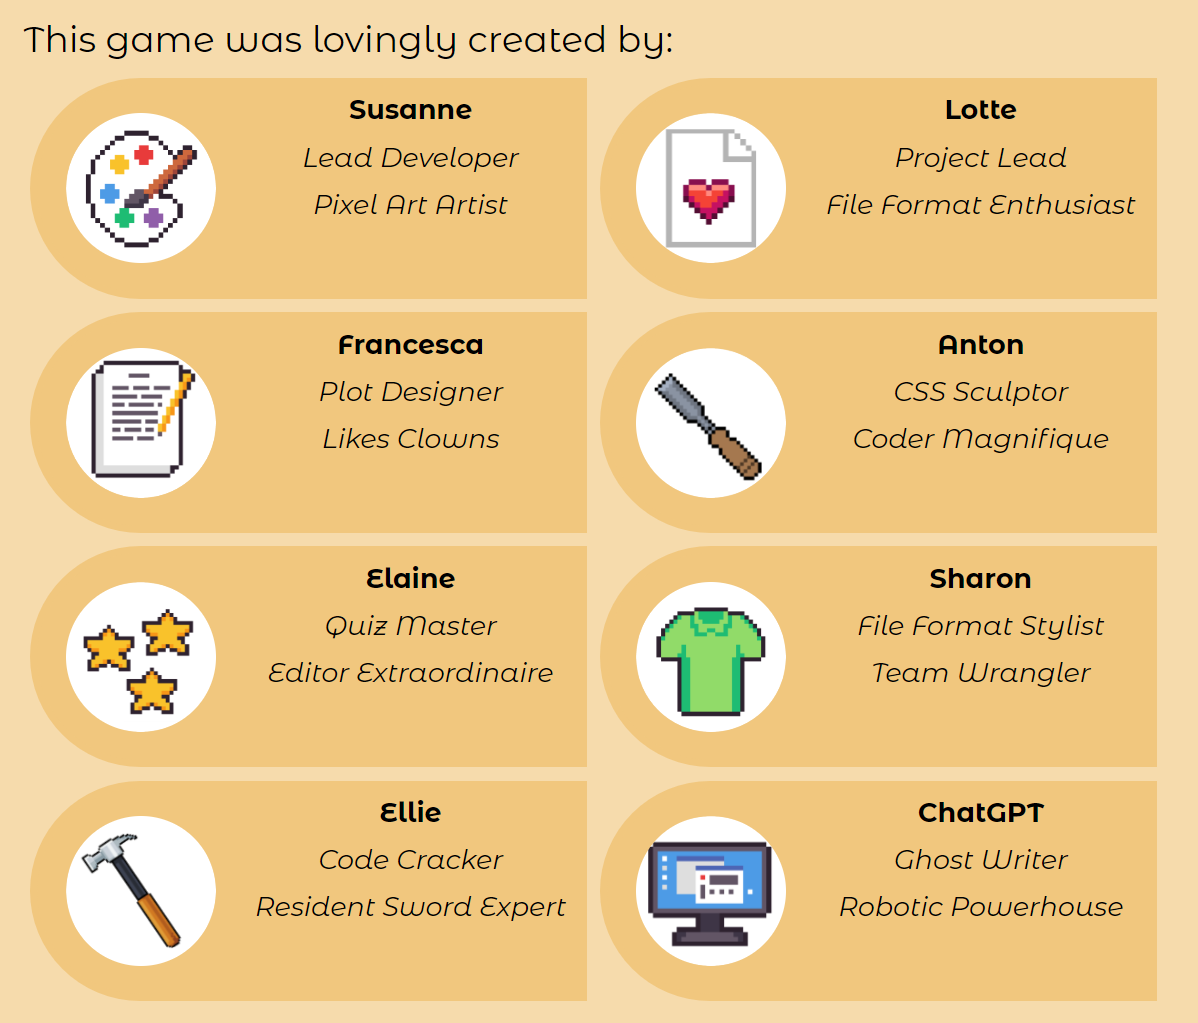 This game was lovingly created by:
Susanne
Lead Developer
Pixel Art Artist
Lotte
Project Lead
File Format Enthusiast
Francesca
Plot Designer
Likes Clowns
Anton
CSS Sculptor
Coder Magnifique
Elaine
Quiz Master
Editor Extraordinaire
Sharon
File Format Stylist
Team Wrangler
Ellie
Code Cracker
Resident Sword Expert
ChatGPT
Ghost Writer
Robotic Powerhouse